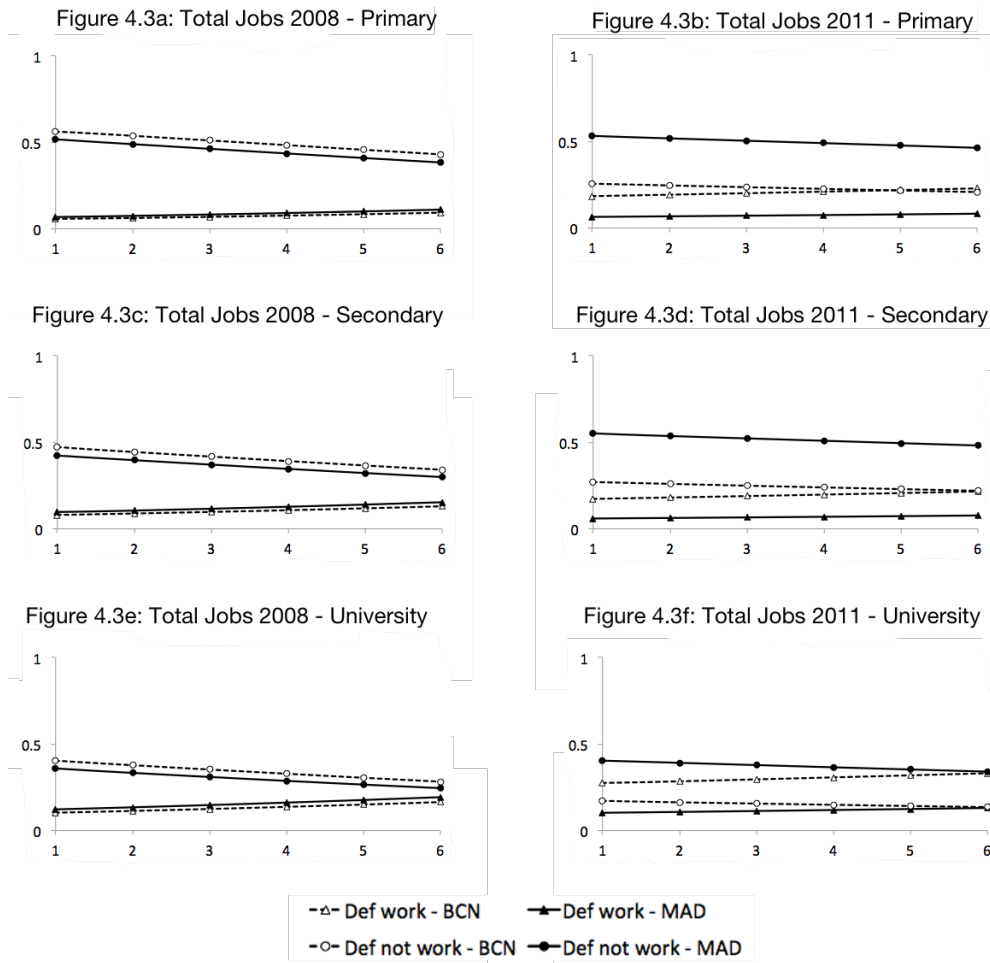 Figure 4.3a: Total Jobs 2008 - Primary
1
0.5
0
1 2 3 4 5 6
Figure 4.3b: Total Jobs 2011 - Primary
1
0.5
0
1 2 3 4 5 6
Figure 4.3c: Total Jobs 2008 - Secondary
1
0.5
0
1 2 3 4 5 6
Figure 4.3d: Total Jobs 2011 - Secondary
1
0.5
0
1 2 3 4 5 6
Figure 4.3e: Total Jobs 2008 - University
1
0.5
0
1 2 3 4 5 6
Figure 4.3f: Total Jobs 2011 - University
1
0.5
0
1 2 3 4 5 6
Def work - BCN Def work - MAD
Def not work - BCN Def not work - MAD